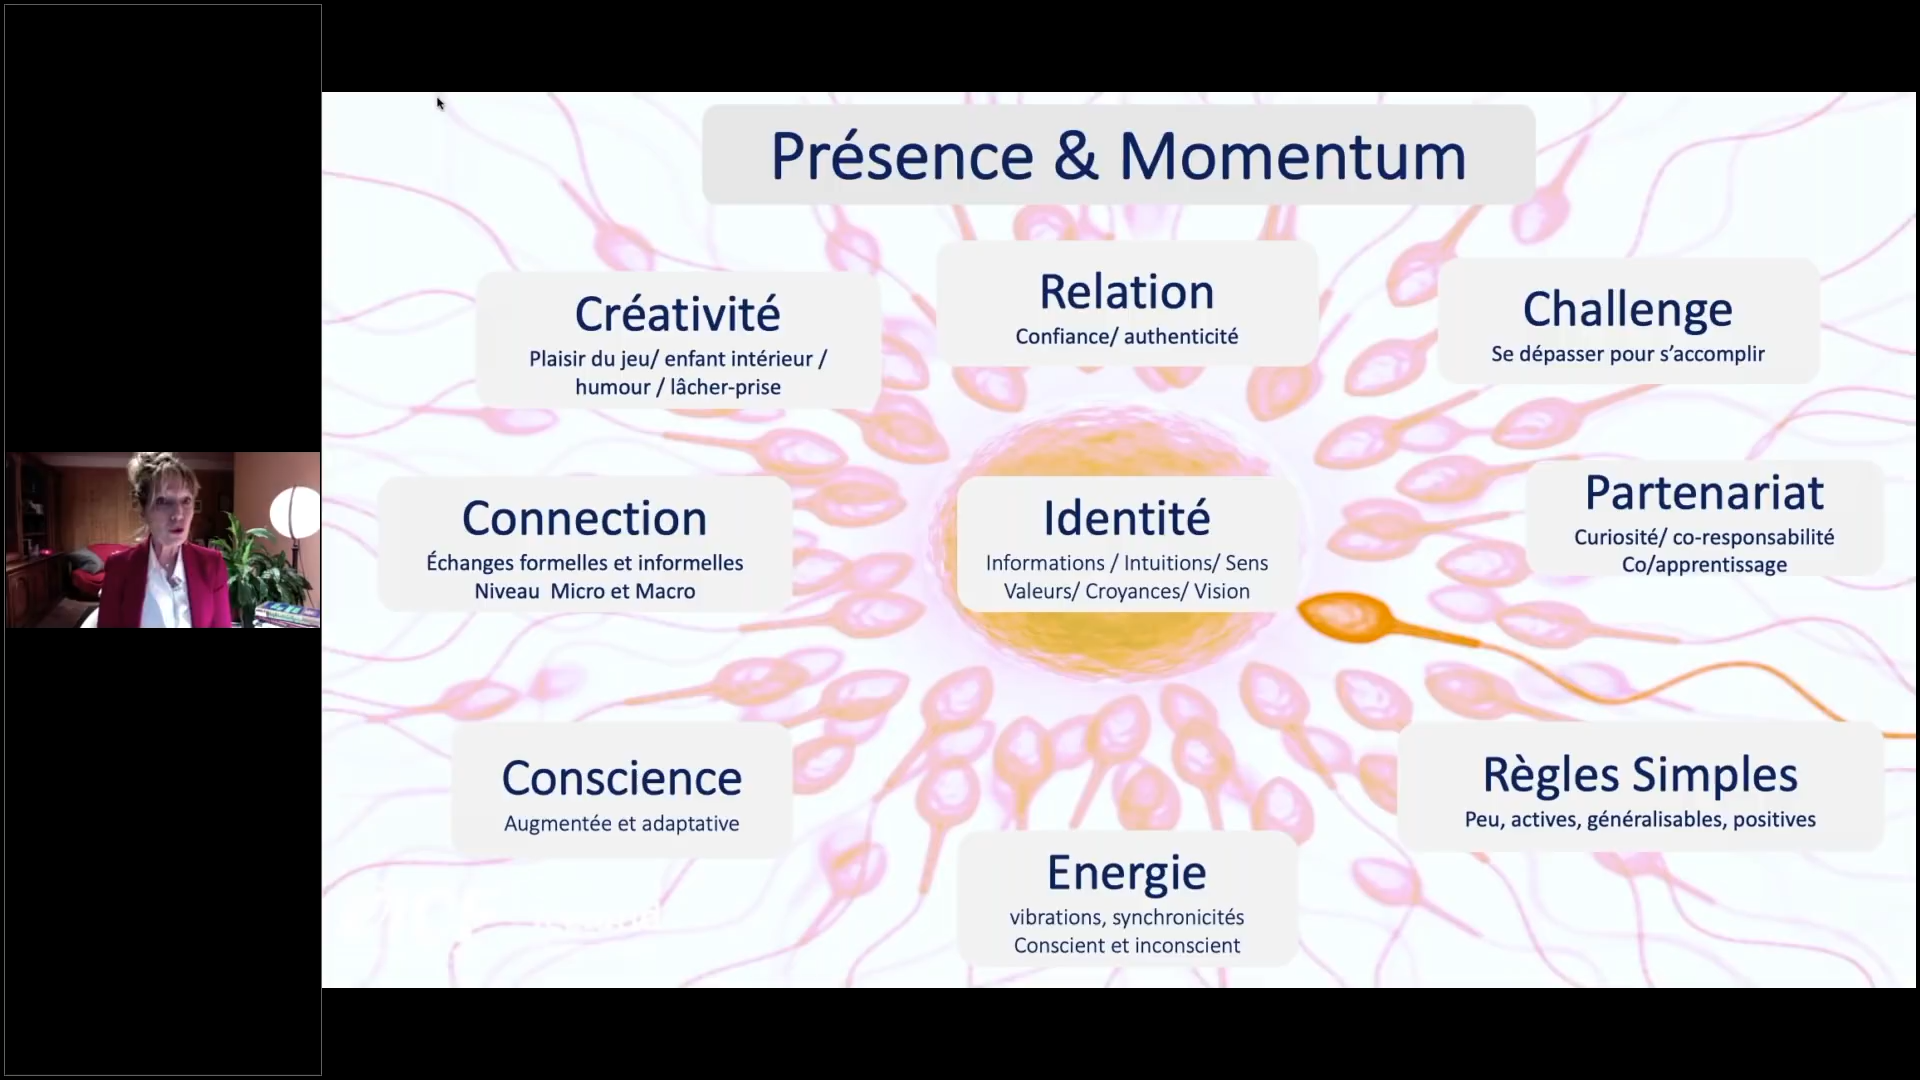 Présence & Momentum
Créativité
Plaisir du jeu/ enfant intérieur /
humour / lâcher-prise
Relation
Confiance/ authenticité
Challenge
Se dépasser pour s’accomplir
Connection
Échanges formelles et informelles
Niveau Micro et Macro
Identité
Informations / Intuitions/ Sens
Valeurs/ Croyances/ Vision
Partenariat
Curiosité/ co-responsabilité
Co/apprentissage
Conscience
Augmentée et adaptative
Energie
vibrations, synchronicités
Conscient et inconscient
Règles Simples
Peu, actives, généralisables, positives